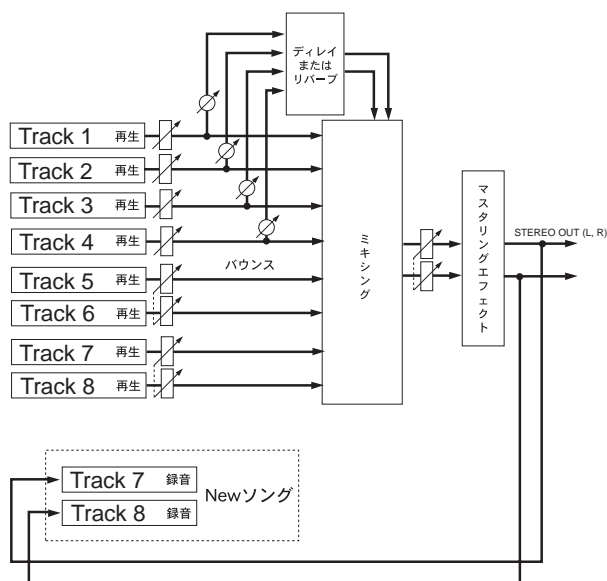 ディレイ
または
リバーブ
Track 1 再生
Track 2 再生
Track 3 再生
Track 4 再生
バウンス
Track 5 再生
Track 6 再生
Track 7 再生
Track 8 再生
ミキシング
マスタリングエフェクト
STEREO OUT (L, R)
Track 7 録音
Track 8 録音
Newソング